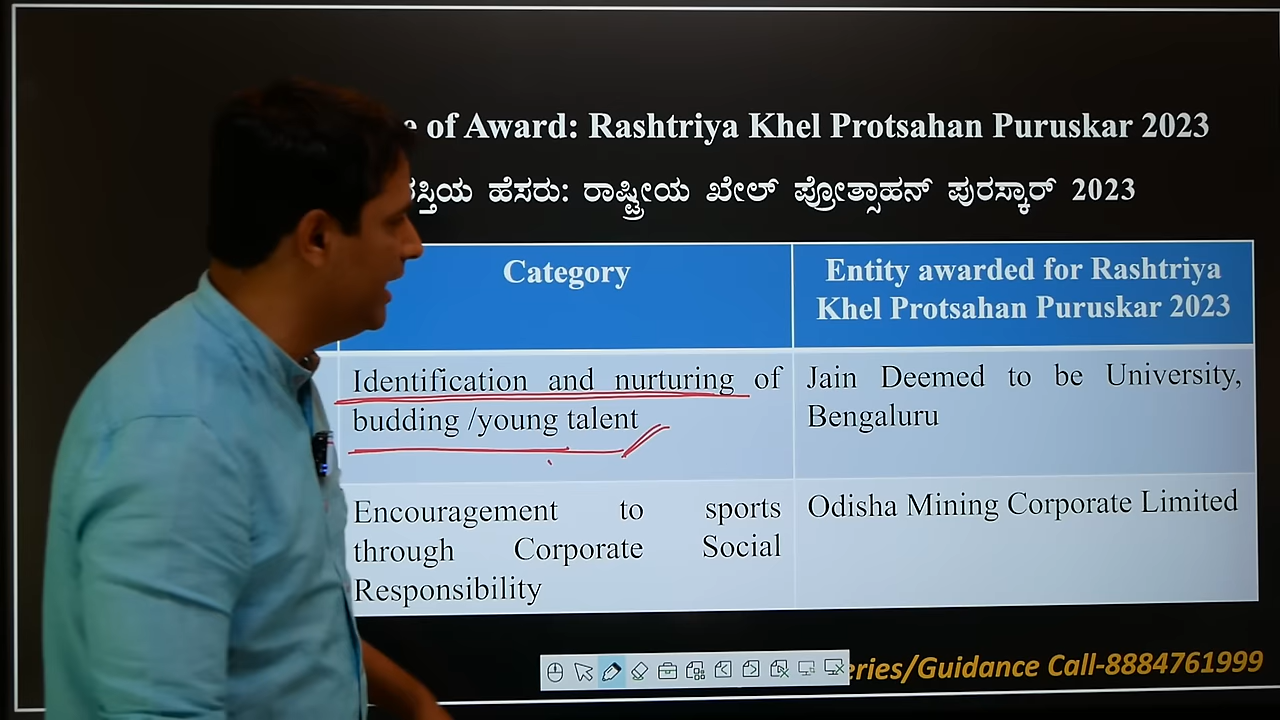 e of Award: Rashtriya Khel Protsahan Puruskar 2023
ಸ್ತಿಯ ಹೆಸರು: ರಾಷ್ಟ್ರೀಯ ಖೇಲ್ ಪ್ರೋತ್ಸಾಹನ್ ಪುರಸ್ಕಾರ್ 2023
Category
Entity awarded for Rashtriya
Khel Protsahan Puruskar 2023
Identification and nurturing of
budding /young talent
Jain Deemed to be University,
Bengaluru
Encouragement to sports
through Corporate Social
Responsibility
Odisha Mining Corporate Limited
eries/Guidance Call-8884761999